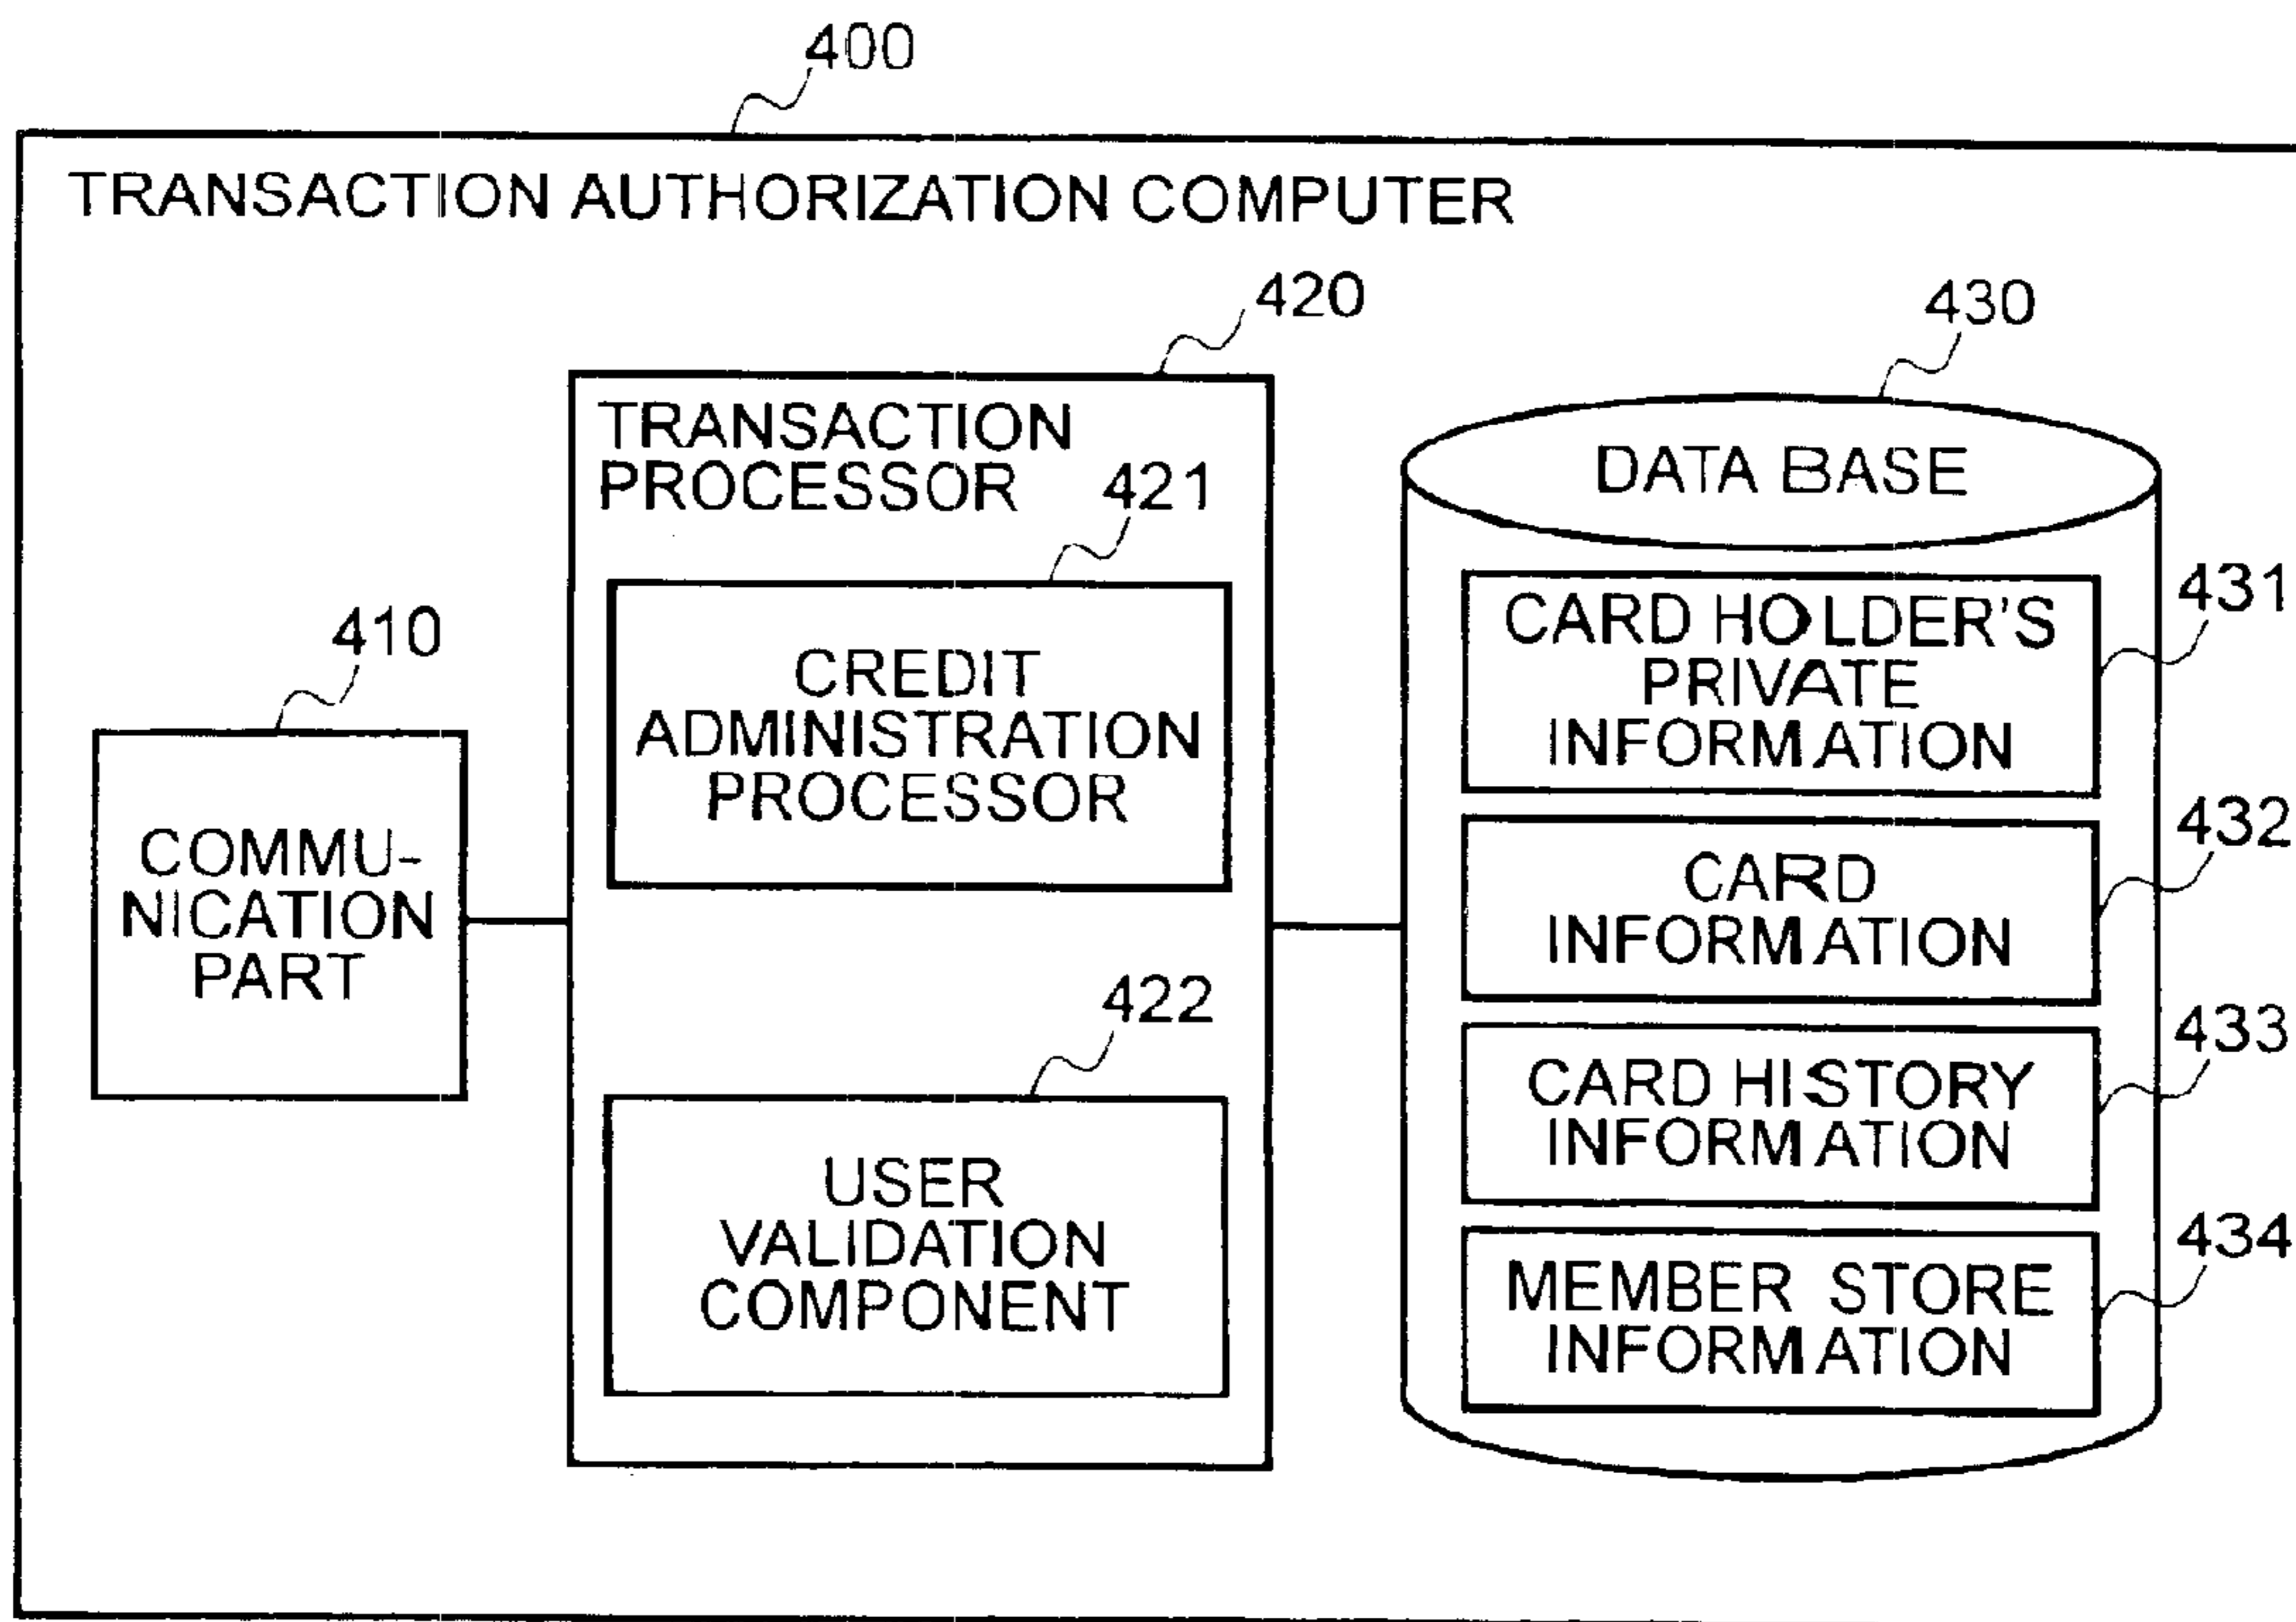 400
TRANSACTION AUTHORIZATION COMPUTER
420
430
TRANSACTION
PROCESSOR
421
DATA BASE
410
CREDIT
ADMINISTRATION
PROCESSOR
COMMU-
NICATION
PART
422
USER
VALIDATION
COMPONENT
431
CARD HOLDER'S
PRIVATE
INFORMATION
432
CARD
INFORMATION
433
CARD HISTORY
INFORMATION
434
MEMBER STORE
INFORMATION